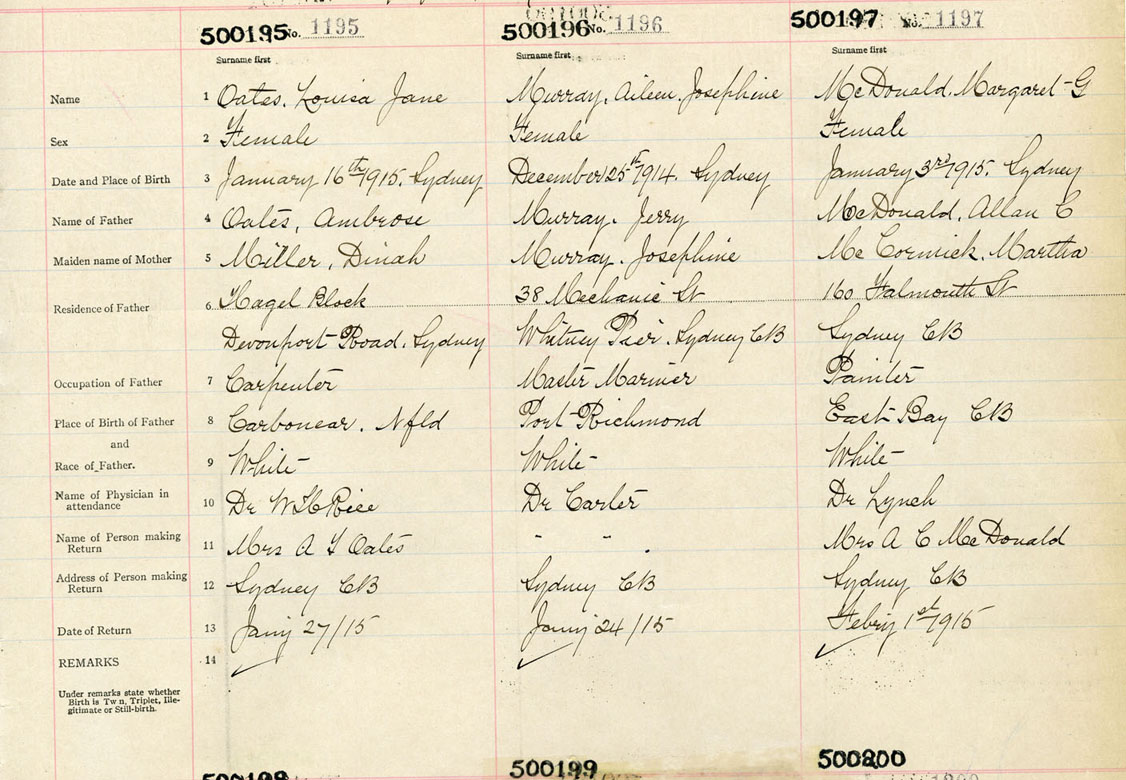 500195 No. 1195
500196 No. 1196
500197 No. 1197
Surname first
Surname first
Surname first
Name 1 Oates, Louisa Jane
Murray, Aileen Josephine
McDonald, Margaret G
Sex 2 Female
Female
Female
Date and Place of Birth 3 January 16th 1915. Sydney
December 25th 1914. Sydney
January 3rd 1915. Sydney
Name of Father 4 Oates, Ambrose
Murray. Jerry
McDonald, Allan C
Maiden name of Mother 5 Miller, Dinah
Murray. Josephine
McCormick, Martha
Residence of Father 6 Block
38 Mechanic St
160 Falmouth St
Devonport Road. Sydney
Whitney Pier. Sydney CB
Sydney CB
Occupation of Father 7 Carpenter
Master Mariner
Painter
Place of Birth of Father 8 Carbonear. Nfld
Port Richmond
East Bay CB
and
Race of Father. 9 White
White
White
Name of Physician in
attendance 10 Dr Rice
Dr Carter
Dr Lynch
Name of Person making
Return 11 Mrs A Oates
" " .
Mrs A C McDonald
Address of Person making
Return 12 Sydney CB
Sydney CB
Sydney CB
Date of Return 13 Jany 27/15
Jany 24/15
Febry 1st 1915
REMARKS 14
Under remarks state whether
Birth is Tw n, Triplet, Ille-
gitimate or Still-birth.
500198
500199
500200